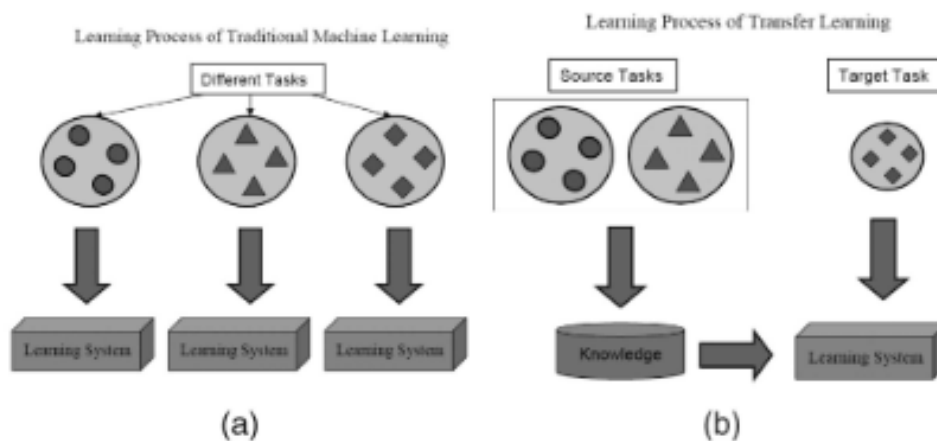 Learning Process of Traditional Machine Learning
Different Tasks
Learning System
Learning System
Learning System
(a)
Learning Process of Transfer Learning
Source Tasks
Target Task
Knowledge
Learning System
(b)